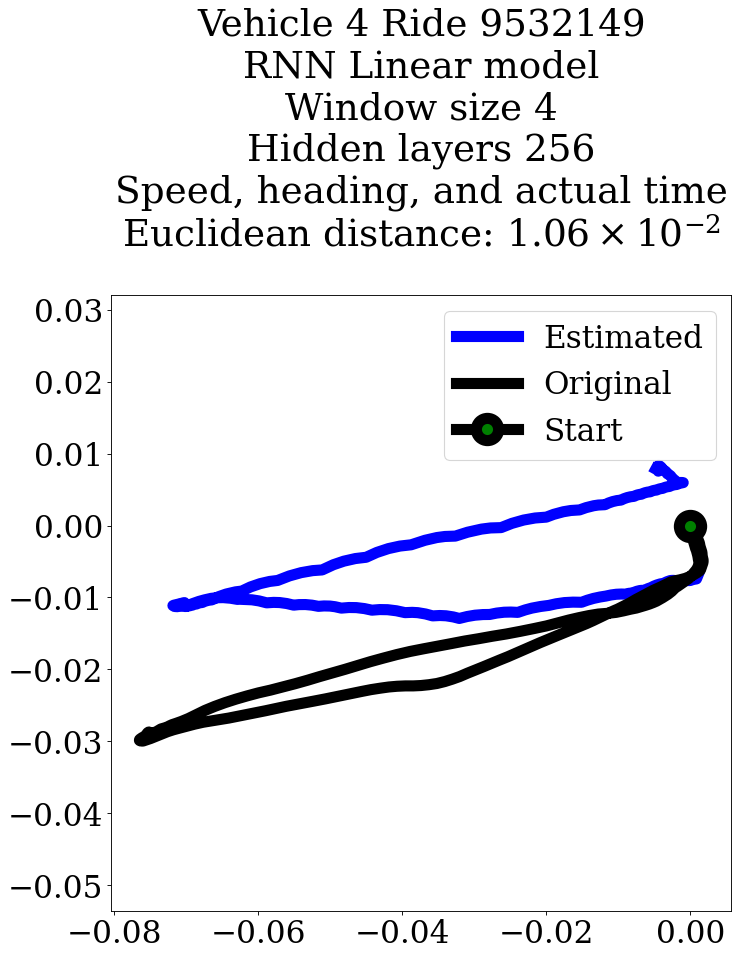 Vehicle 4 Ride 9532149
RNN Linear model
Window size 4
Hidden layers 256
Speed, heading, and actual time
Euclidean distance: 1.06 × 10⁻²
Estimated
Original
Start
0.03
0.02
0.01
0.00
−0.01
−0.02
−0.03
−0.04
−0.05
−0.08 −0.06 −0.04 −0.02 0.00